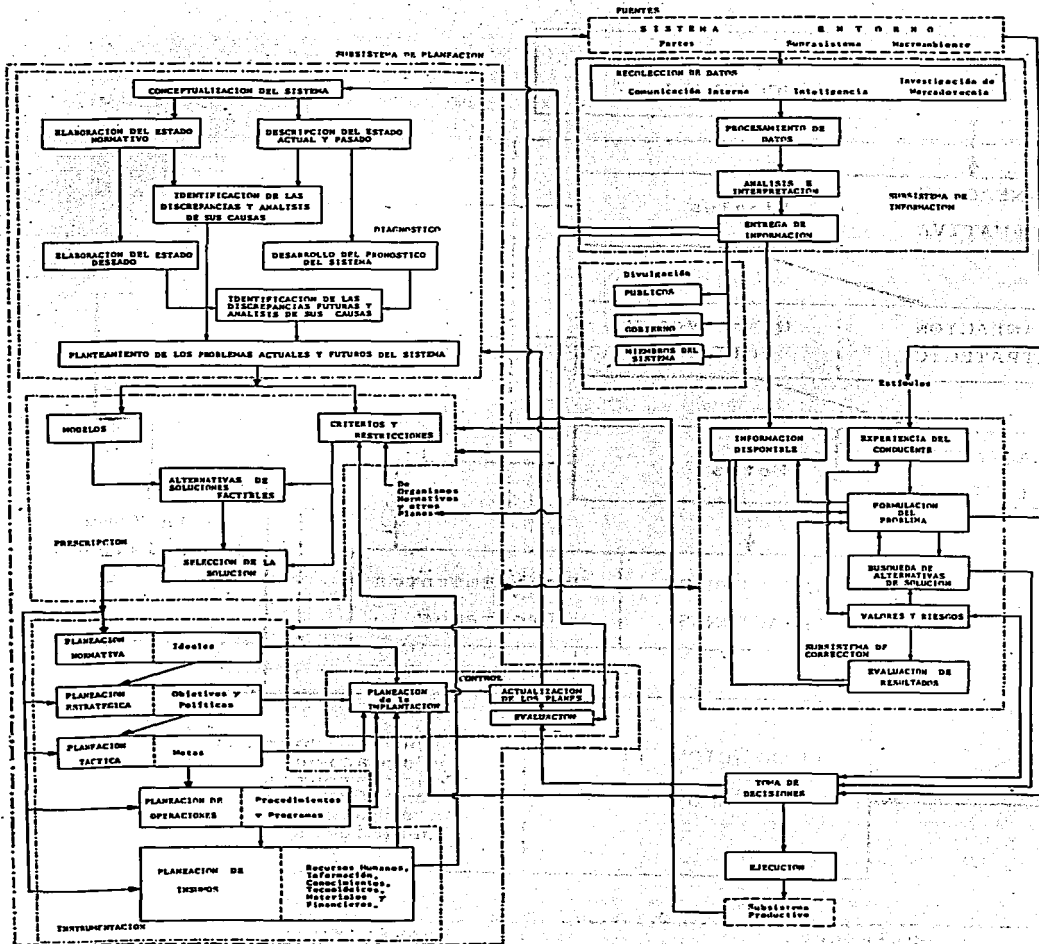 FUENTES
SISTEMA ENTORNO
Partes Suprasistema Macroambiente
SUBSISTEMA DE PLANEACION
RECOLECCION DE DATOS
Comunicación Interna Inteligencia Investigación de
Mercadotecnia
CONCEPTUALIZACION DEL SISTEMA
PROCESAMIENTO DE
DATOS
ELABORACION DEL ESTADO
NORMATIVO
DESCRIPCION DEL ESTADO
ACTUAL Y PASADO
ANALISIS E
INTERPRETACION
IDENTIFICACION DE LAS
DISCREPANCIAS Y ANALISIS
DE SUS CAUSAS
SUBSISTEMA DE
INFORMACION
ENTREGA DE
INFORMACION
DIAGNOSTICO
ELABORACION DEL ESTADO
DESEADO
DESARROLLO DEL PRONOSTICO
DEL SISTEMA
Divulgación
PUBLICOS
GOBIERNO
MIEMBROS DEL
SISTEMA
IDENTIFICACION DE LAS
DISCREPANCIAS FUTURAS Y
ANALISIS DE SUS CAUSAS
PLANTEAMIENTO DE LOS PROBLEMAS ACTUALES Y FUTUROS DEL SISTEMA
Estímulos
MODELOS
CRITERIOS Y
RESTRICCIONES
INFORMACION
DISPONIBLE
EXPERIENCIA DEL
CONDUCENTE
ALTERNATIVAS DE
SOLUCIONES
FACTIBLES
De
Organismos
Normativos
y otros
Planes
FORMULACION
DEL
PROBLEMA
PRESCRIPCION
SELECCION DE LA
SOLUCION
BUSQUEDA DE
ALTERNATIVAS
DE SOLUCION
VALORES Y RIESGOS
SUBSISTEMA DE
CORRECCION
EVALUACION DE
RESULTADOS
PLANEACION
NORMATIVA
Ideales
CONTROL
PLANEACION
ESTRATEGICA
Objetivos y
Políticas
PLANEACION
de la
IMPLANTACION
ACTUALIZACION
DE LOS PLANES
EVALUACION
PLANEACION
TACTICA
Metas
PLANEACION DE
OPERACIONES
Procedimientos
y Programas
TOMA DE
DECISIONES
PLANEACION DE
INSUMOS
Recursos Humanos,
Información,
Conocimientos,
Tecnológicos,
Materiales y
Financieros.
EJECUCION
Subsistema
Productivo
INSTRUMENTACION